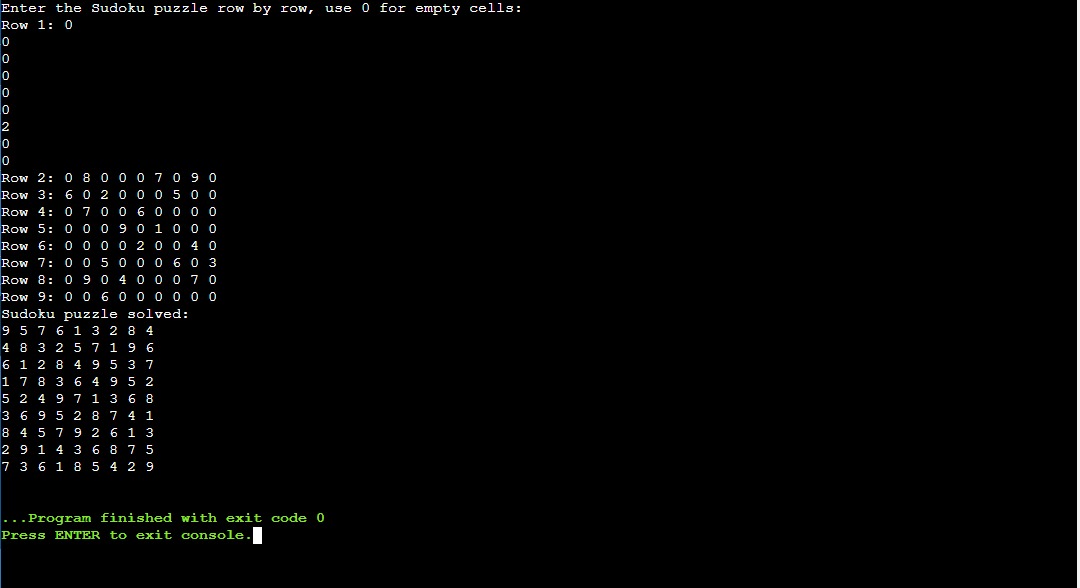 Enter the Sudoku puzzle row by row, use 0 for empty cells:
Row 1: 0
0
0
0
0
0
2
0
0
Row 2: 0 8 0 0 0 7 0 9 0
Row 3: 6 0 2 0 0 0 5 0 0
Row 4: 0 7 0 0 6 0 0 0 0
Row 5: 0 0 0 9 0 1 0 0 0
Row 6: 0 0 0 0 2 0 0 4 0
Row 7: 0 0 5 0 0 0 6 0 3
Row 8: 0 9 0 4 0 0 0 7 0
Row 9: 0 0 6 0 0 0 0 0 0
Sudoku puzzle solved:
9 5 7 6 1 3 2 8 4
4 8 3 2 5 7 1 9 6
6 1 2 8 4 9 5 3 7
1 7 8 3 6 4 9 5 2
5 2 4 9 7 1 3 6 8
3 6 9 5 2 8 7 4 1
8 4 5 7 9 2 6 1 3
2 9 1 4 3 6 8 7 5
7 3 6 1 8 5 4 2 9
...Program finished with exit code 0
Press ENTER to exit console.